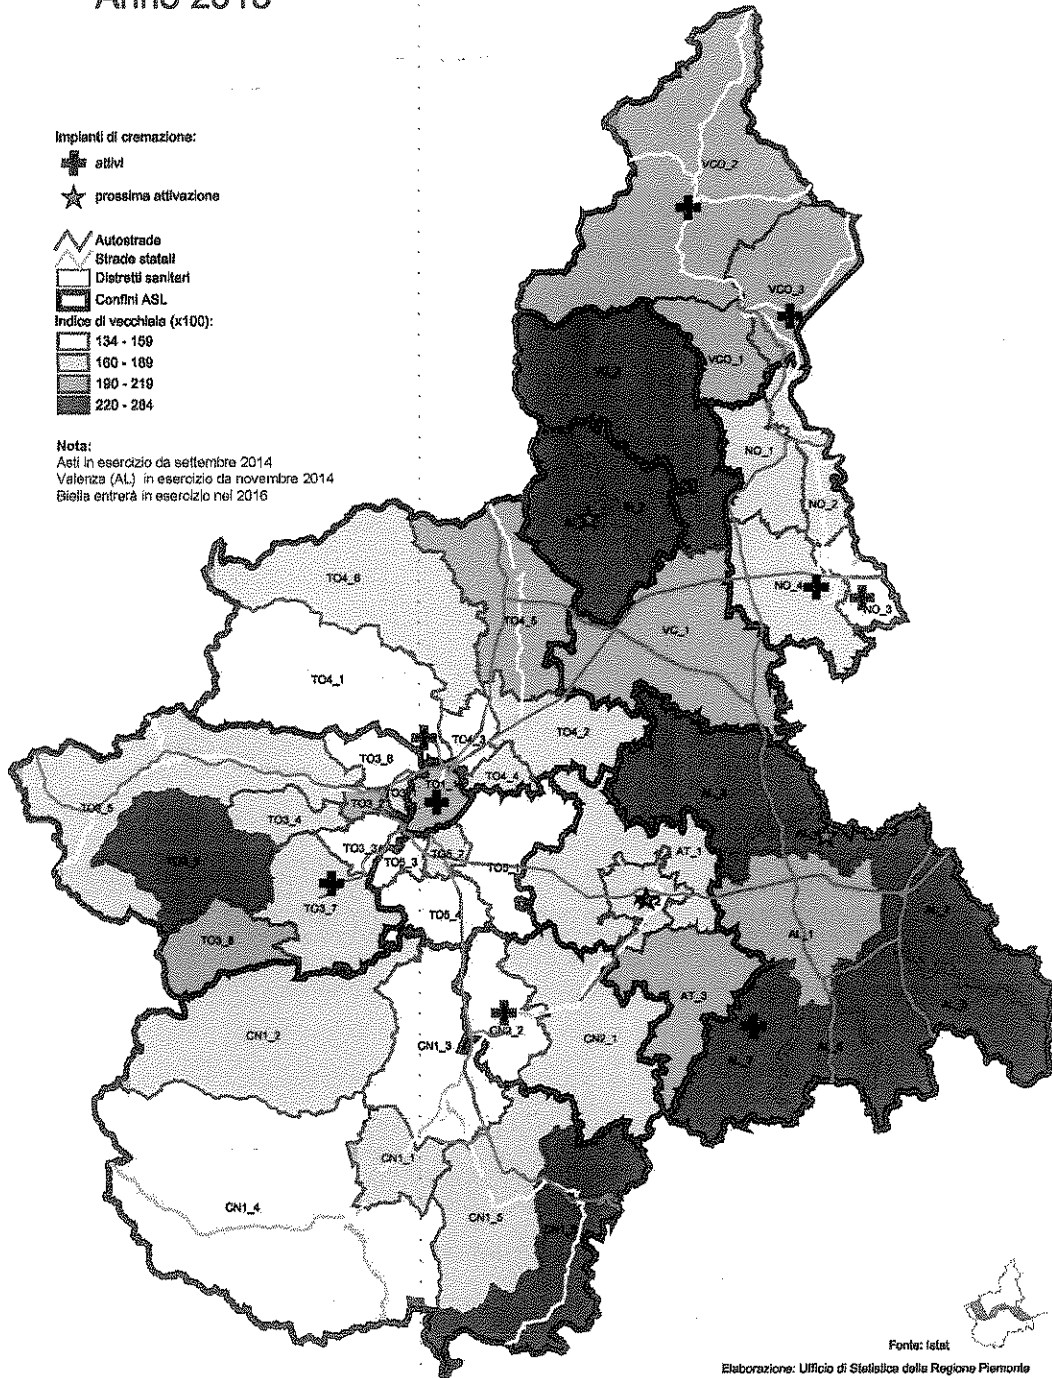 Anno 2013
Impianti di cremazione:
attivi
prossima attivazione
Autostrade
Strade statali
Distretti sanitari
Confini ASL
Indice di vecchiaia (x100):
134 - 159
160 - 189
190 - 219
220 - 284
Nota:
Asti in esercizio da settembre 2014
Valenza (AL) in esercizio da novembre 2014
Biella entrerà in esercizio nel 2016
VCO_2
VCO_3
VCO_1
NO_1
NO_2
NO_4
NO_3
TO4_6
TO4_5
VC_1
TO4_1
TO4_3
TO4_2
TO3_6
TO4_4
TO1_1
TO3_5
TO3_2
TO3_4
TO3_3
TO5_3
TO5_2
AT_1
TO3_7
TO5_4
TO3_8
AL_1
AT_3
CN1_2
CN1_3
CN2_2
CN2_1
CN1_1
CN1_4
CN1_5
Fonte: Istat
Elaborazione: Ufficio di Statistica della Regione Piemonte